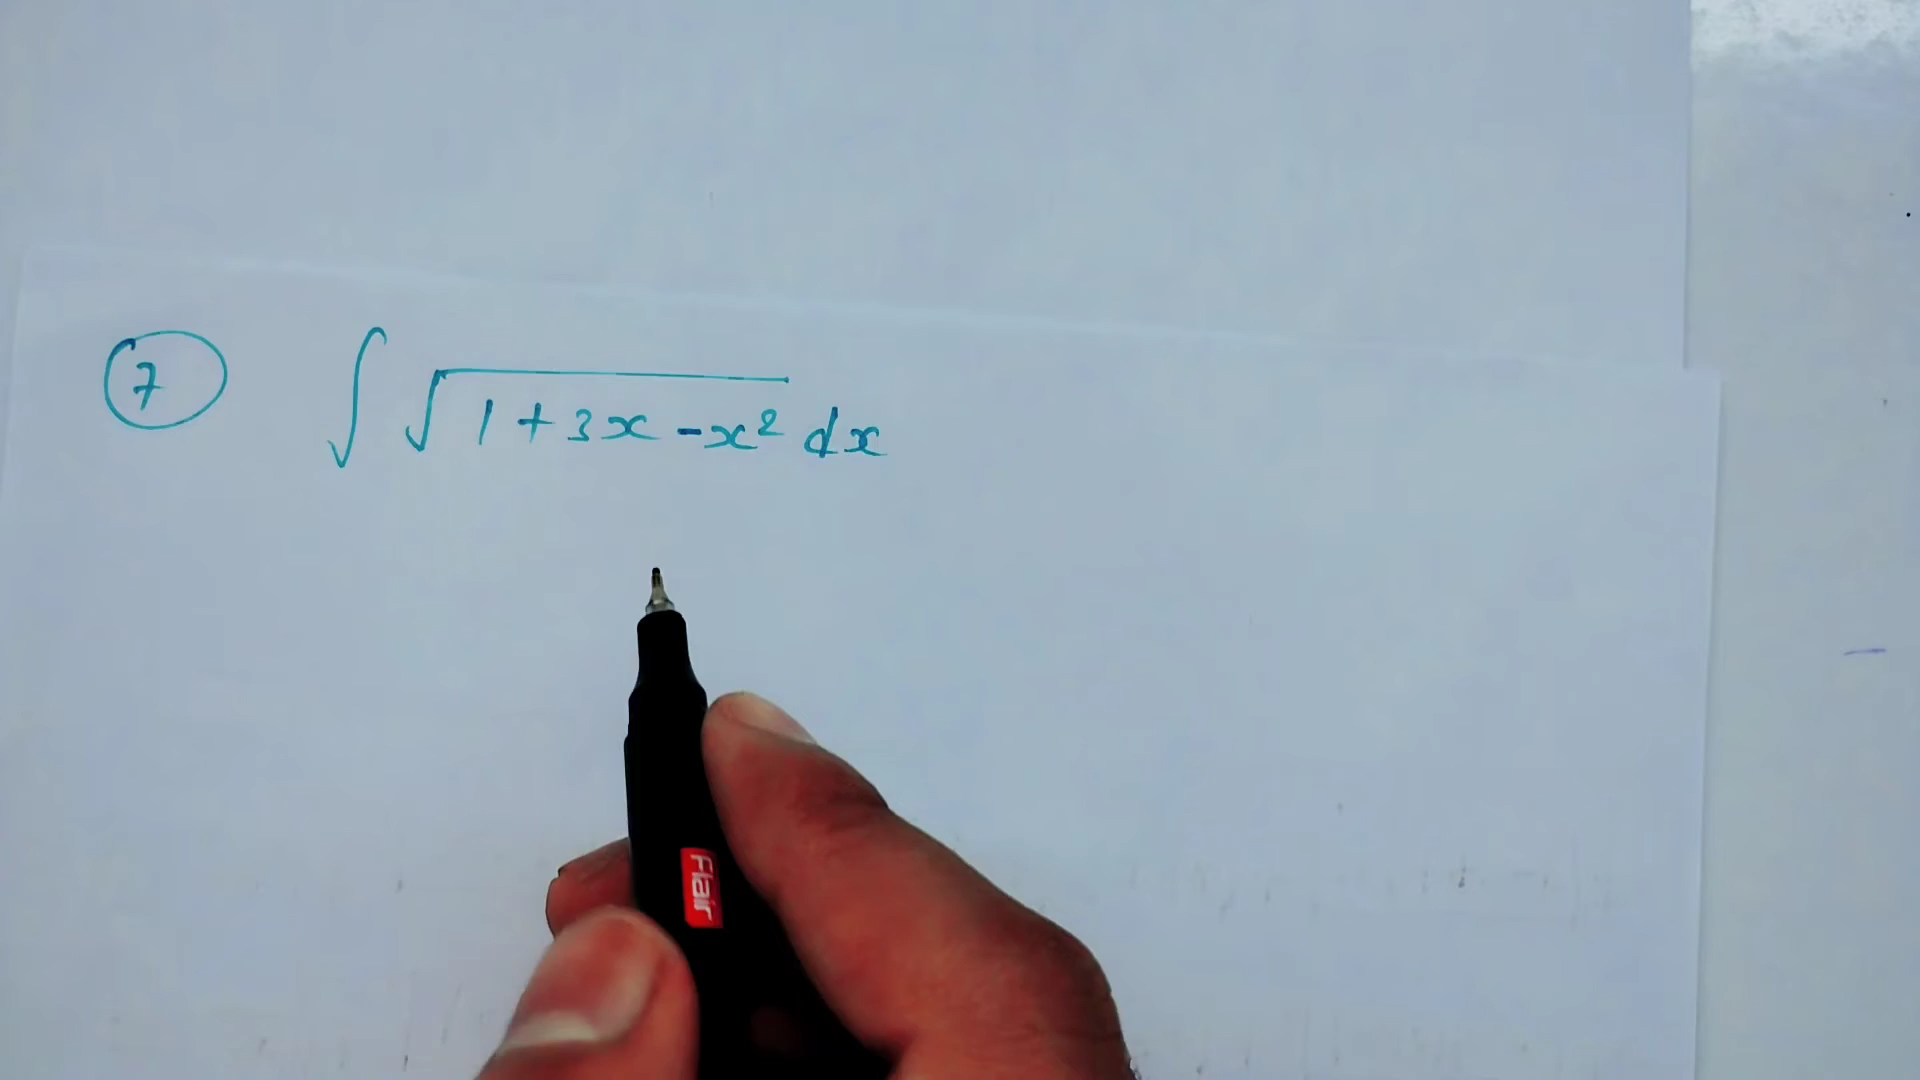 7 ∫ √(1 + 3x - x²) dx
Flair